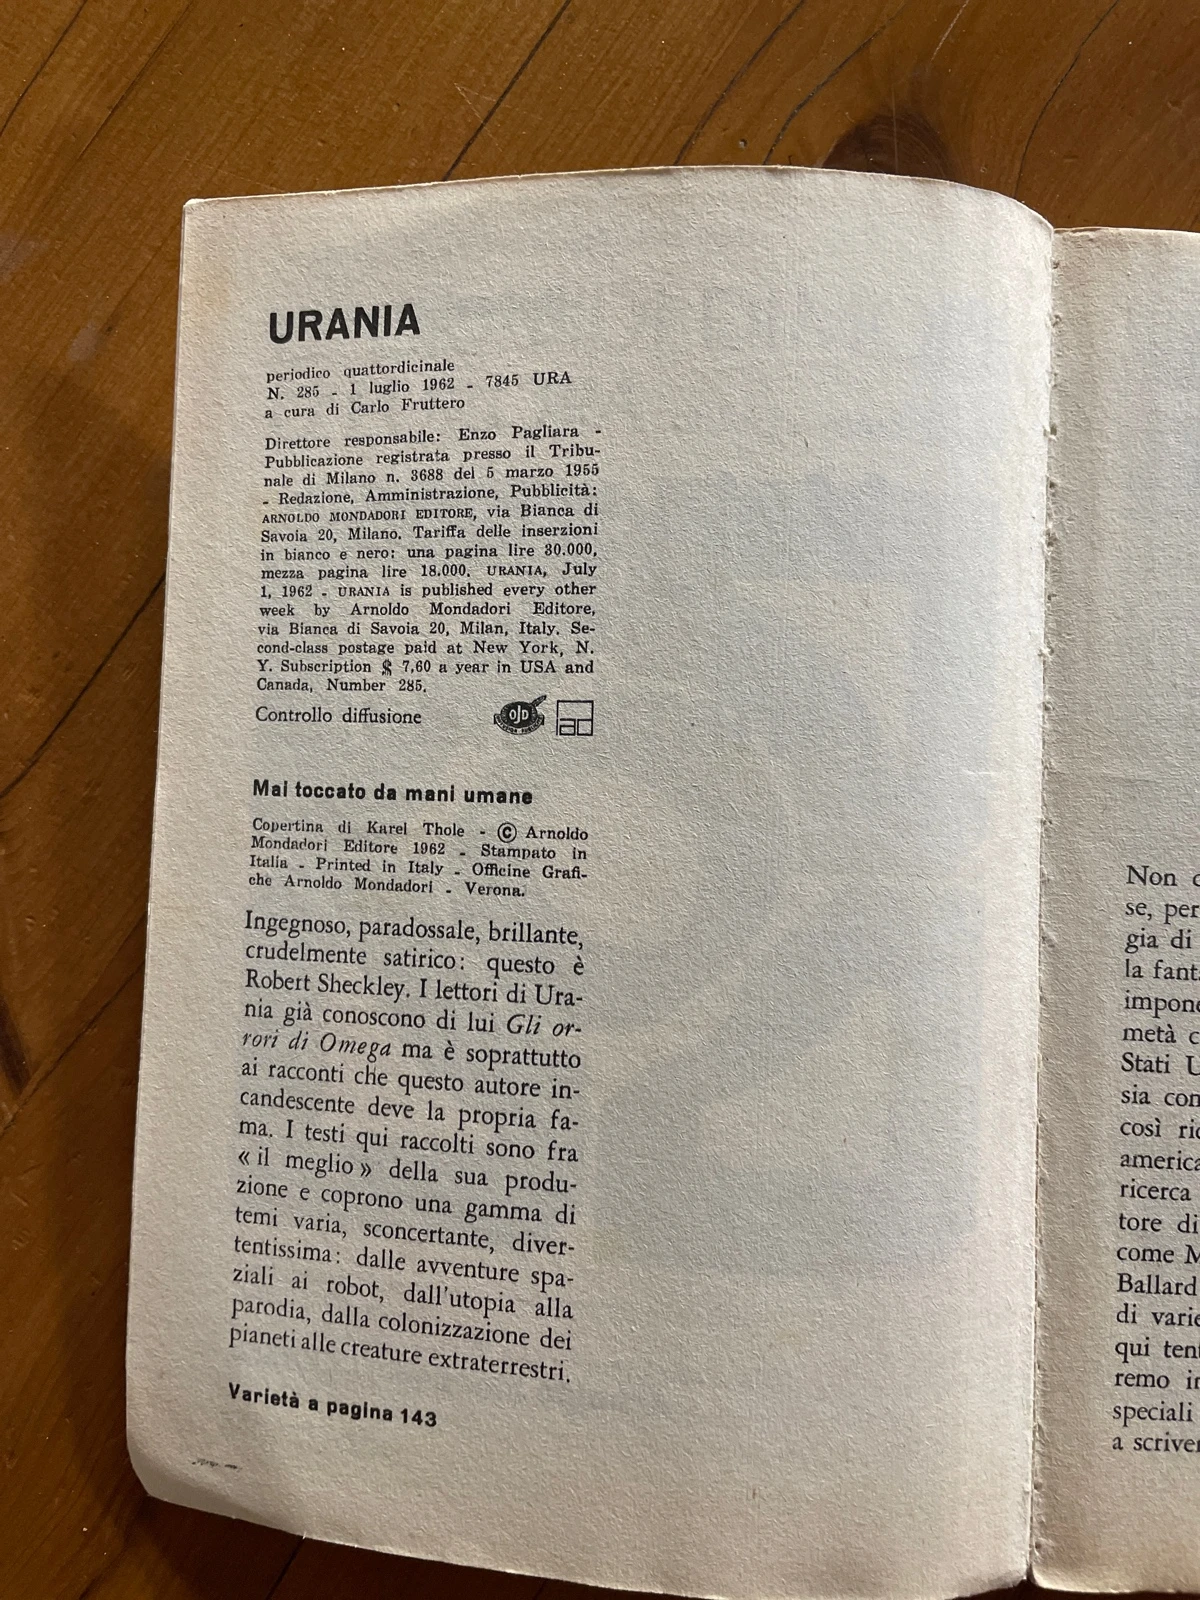 URANIA
periodico quattordicinale
N. 285 - 1 luglio 1962 - 7845 URA
a cura di Carlo Fruttero
Direttore responsabile: Enzo Pagliara -
Pubblicazione registrata presso il Tribu-
nale di Milano n. 3688 del 5 marzo 1955
- Redazione, Amministrazione, Pubblicità:
ARNOLDO MONDADORI EDITORE, via Bianca di
Savoia 20, Milano. Tariffa delle inserzioni
in bianco e nero: una pagina lire 30.000,
mezza pagina lire 18.000. URANIA, July
1, 1962 - URANIA is published every other
week by Arnoldo Mondadori Editore,
via Bianca di Savoia 20, Milan, Italy. Se-
cond-class postage paid at New York, N.
Y. Subscription $ 7,60 a year in USA and
Canada, Number 285.
Controllo diffusione
OJD
Mai toccato da mani umane
Copertina di Karel Thole - © Arnoldo
Mondadori Editore 1962 - Stampato in
Italia - Printed in Italy - Officine Grafi-
che Arnoldo Mondadori - Verona.
Ingegnoso, paradossale, brillante,
crudelmente satirico: questo è
Robert Sheckley. I lettori di Ura-
nia già conoscono di lui Gli or-
rori di Omega ma è soprattutto
ai racconti che questo autore in-
candescente deve la propria fa-
ma. I testi qui raccolti sono fra
« il meglio » della sua produ-
zione e coprono una gamma di
temi varia, sconcertante, diver-
tentissima: dalle avventure spa-
ziali ai robot, dall'utopia alla
parodia, dalla colonizzazione dei
pianeti alle creature extraterrestri.
Varietà a pagina 143
Non
se, per
gia di
la fant
impone
metà
Stati U
sia con
così ric
america
ricerca
tore di
come M
Ballard
di varie
qui tent
remo in
speciali
a scriver